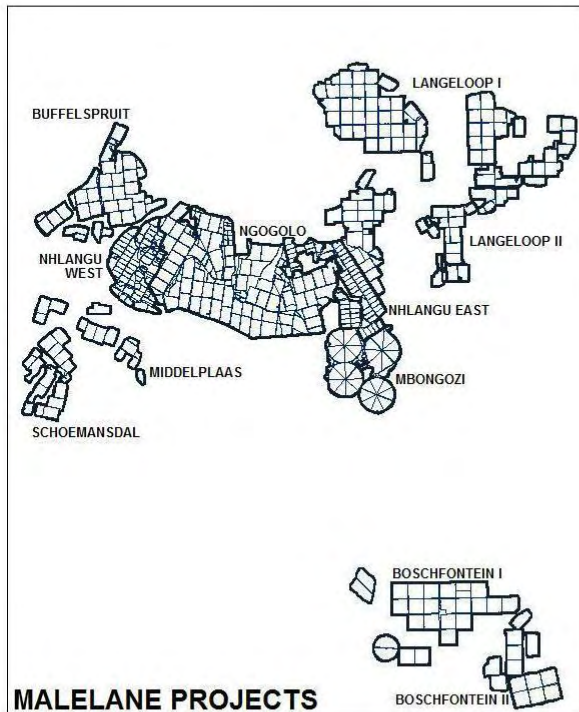 LANGELOOP I
BUFFELSPRUIT
NGOGOLO
LANGELOOP II
NHLANGU
WEST
NHLANGU EAST
MIDDELPLAAS
MBONGOZI
SCHOEMANSDAL
BOSCHFONTEIN I
BOSCHFONTEIN II
MALELANE PROJECTS